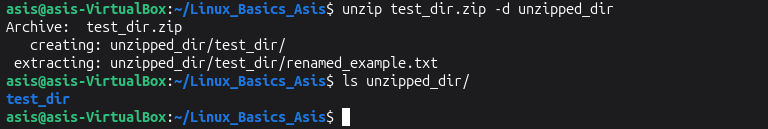 asis@asis-VirtualBox:~/Linux_Basics_Asis$ unzip test_dir.zip -d unzipped_dir
Archive:  test_dir.zip
   creating: unzipped_dir/test_dir/
 extracting: unzipped_dir/test_dir/renamed_example.txt
asis@asis-VirtualBox:~/Linux_Basics_Asis$ ls unzipped_dir/
test_dir
asis@asis-VirtualBox:~/Linux_Basics_Asis$